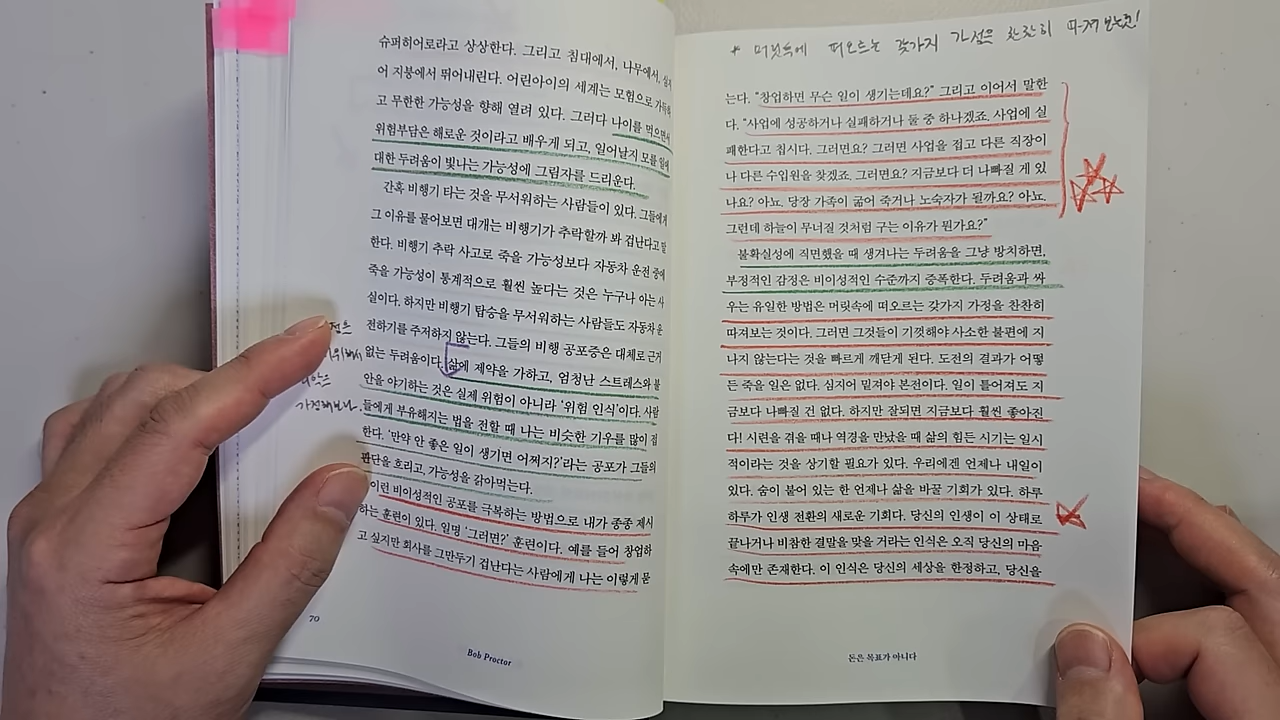 슈퍼히어로라고 상상한다. 그리고 침대에서, 나무에서,
어 지붕에서 뛰어내린다. 어린아이의 세계는 모험으로 가득하
고 무한한 가능성을 향해 열려 있다. 그러다 나이를 먹으면서
위험부담은 해로운 것이라고 배우게 되고, 일어날지 모를 일에
대한 두려움이 빛나는 가능성에 그림자를 드리운다.
간혹 비행기 타는 것을 무서워하는 사람들이 있다. 그들에게
그 이유를 물어보면 대개는 비행기가 추락할까 봐 겁난다고 말
한다. 비행기 추락 사고로 죽을 가능성보다 자동차 운전 중에
죽을 가능성이 통계적으로 훨씬 높다는 것은 누구나 아는 사
실이다. 하지만 비행기 탑승을 무서워하는 사람들도 자동차 운
전하기를 주저하지 않는다. 그들의 비행 공포증은 대체로 근거
없는 두려움이다. 삶에 제약을 가하고, 엄청난 스트레스와 불
안을 야기하는 것은 실제 위험이 아니라 ‘위험 인식’이다. 사람
들에게 부유해지는 법을 전할 때 나는 비슷한 기우를 많이 접
한다. ‘만약 안 좋은 일이 생기면 어쩌지?’라는 공포가 그들의
판단을 흐리고, 가능성을 갉아먹는다.
이런 비이성적인 공포를 극복하는 방법으로 내가 종종 제시
하는 훈련이 있다. 일명 ‘그러면?’ 훈련이다. 예를 들어 창업하
고 싶지만 회사를 그만두기 겁난다는 사람에게 나는 이렇게 묻
70
Bob Proctor
* 머릿속에 떠오르는 갖가지 가정을 찬찬히 따져 보는것!
는다. “창업하면 무슨 일이 생기는데요?” 그리고 이어서 말한
다. “사업에 성공하거나 실패하거나 둘 중 하나겠죠. 사업에 실
패한다고 칩시다. 그러면요? 그러면 사업을 접고 다른 직장이
나 다른 수입원을 찾겠죠. 그러면요? 지금보다 더 나빠질 게 있
나요? 아뇨. 당장 가족이 굶어 죽거나 노숙자가 될까요? 아뇨.
그런데 하늘이 무너질 것처럼 구는 이유가 뭔가요?”
불확실성에 직면했을 때 생겨나는 두려움을 그냥 방치하면,
부정적인 감정은 비이성적인 수준까지 증폭한다. 두려움과 싸
우는 유일한 방법은 머릿속에 떠오르는 갖가지 가정을 찬찬히
따져보는 것이다. 그러면 그것들이 기껏해야 사소한 불편에 지
나지 않는다는 것을 빠르게 깨닫게 된다. 도전의 결과가 어떻
든 죽을 일은 없다. 심지어 밑져야 본전이다. 일이 틀어져도 지
금보다 나빠질 건 없다. 하지만 잘되면 지금보다 훨씬 좋아진
다! 시련을 겪을 때나 역경을 만났을 때 삶의 힘든 시기는 일시
적이라는 것을 상기할 필요가 있다. 우리에겐 언제나 내일이
있다. 숨이 붙어 있는 한 언제나 삶을 바꿀 기회가 있다. 하루
하루가 인생 전환의 새로운 기회다. 당신의 인생이 이 상태로
끝나거나 비참한 결말을 맞을 거라는 인식은 오직 당신의 마음
속에만 존재한다. 이 인식은 당신의 세상을 한정하고, 당신을
돈은 목표가 아니다